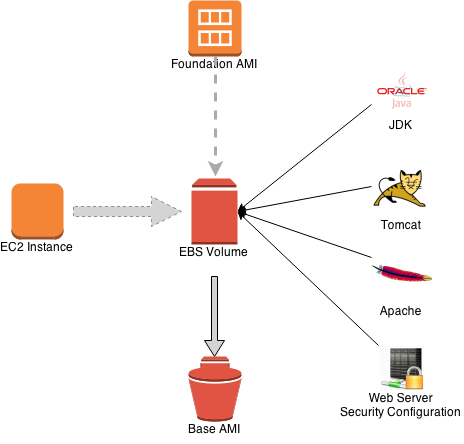 Foundation AMI
ORACLE
Java
JDK
Tomcat
EC2 Instance
EBS Volume
Apache
Web Server
Security Configuration
Base AMI